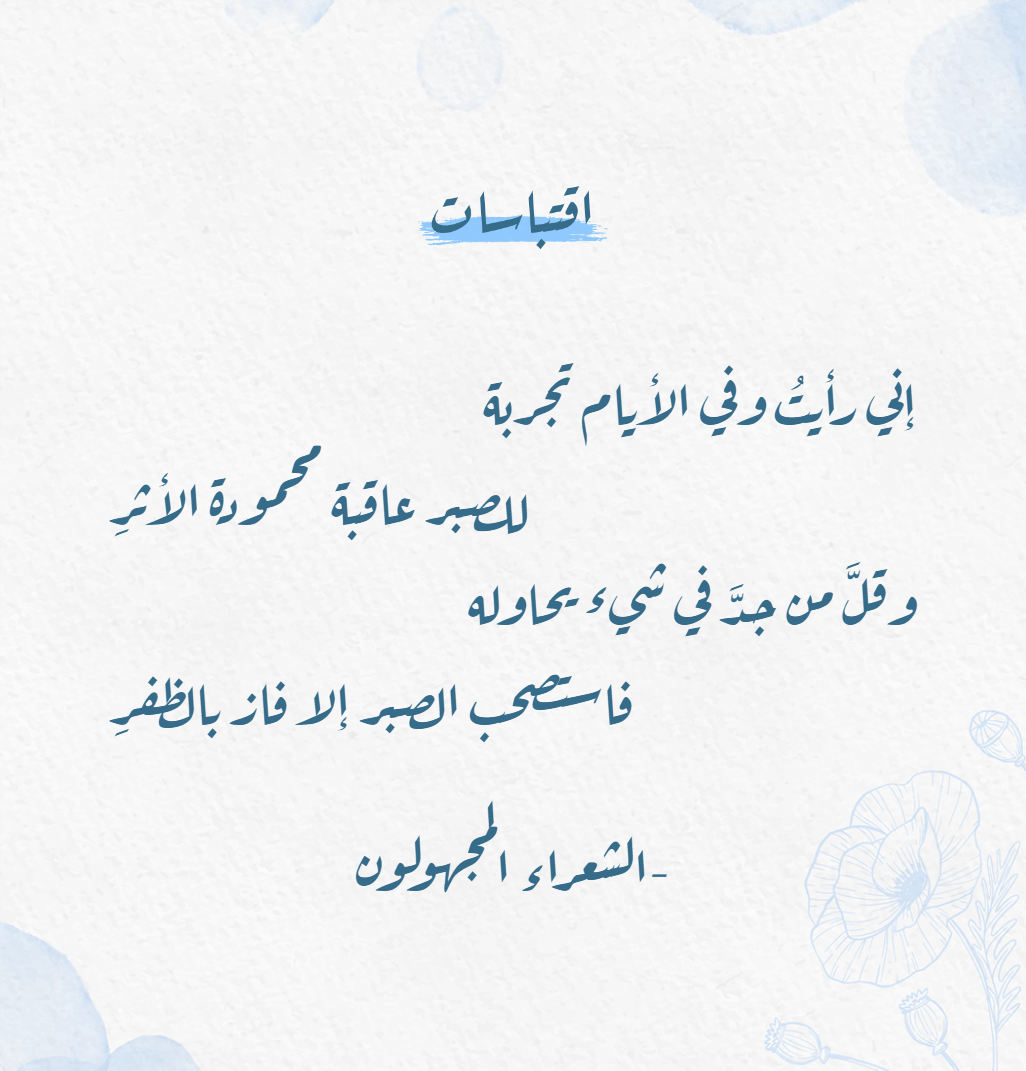 اقتباسات
إني رأيتُ وفي الأيام تجربة
للصبر عاقبة محمودة الأثرِ
وقلَّ من جدَّ في شيء يحاوله
فاستصحب الصبر إلا فاز بالظفرِ
-الشعراء المجهولون